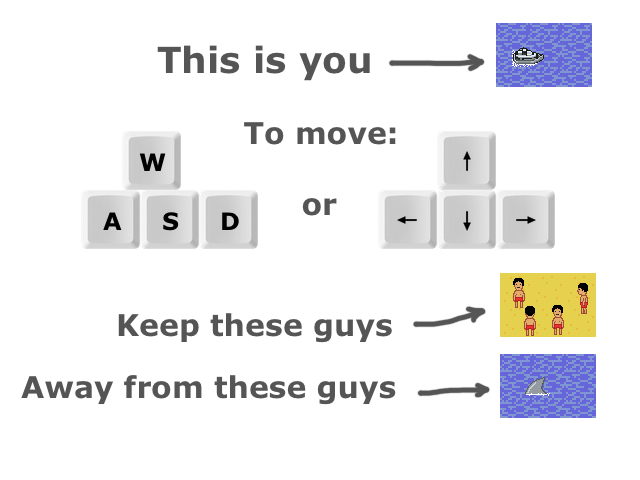 This is you
To move:
W
A S D
or
↑
← ↓ →
Keep these guys
Away from these guys